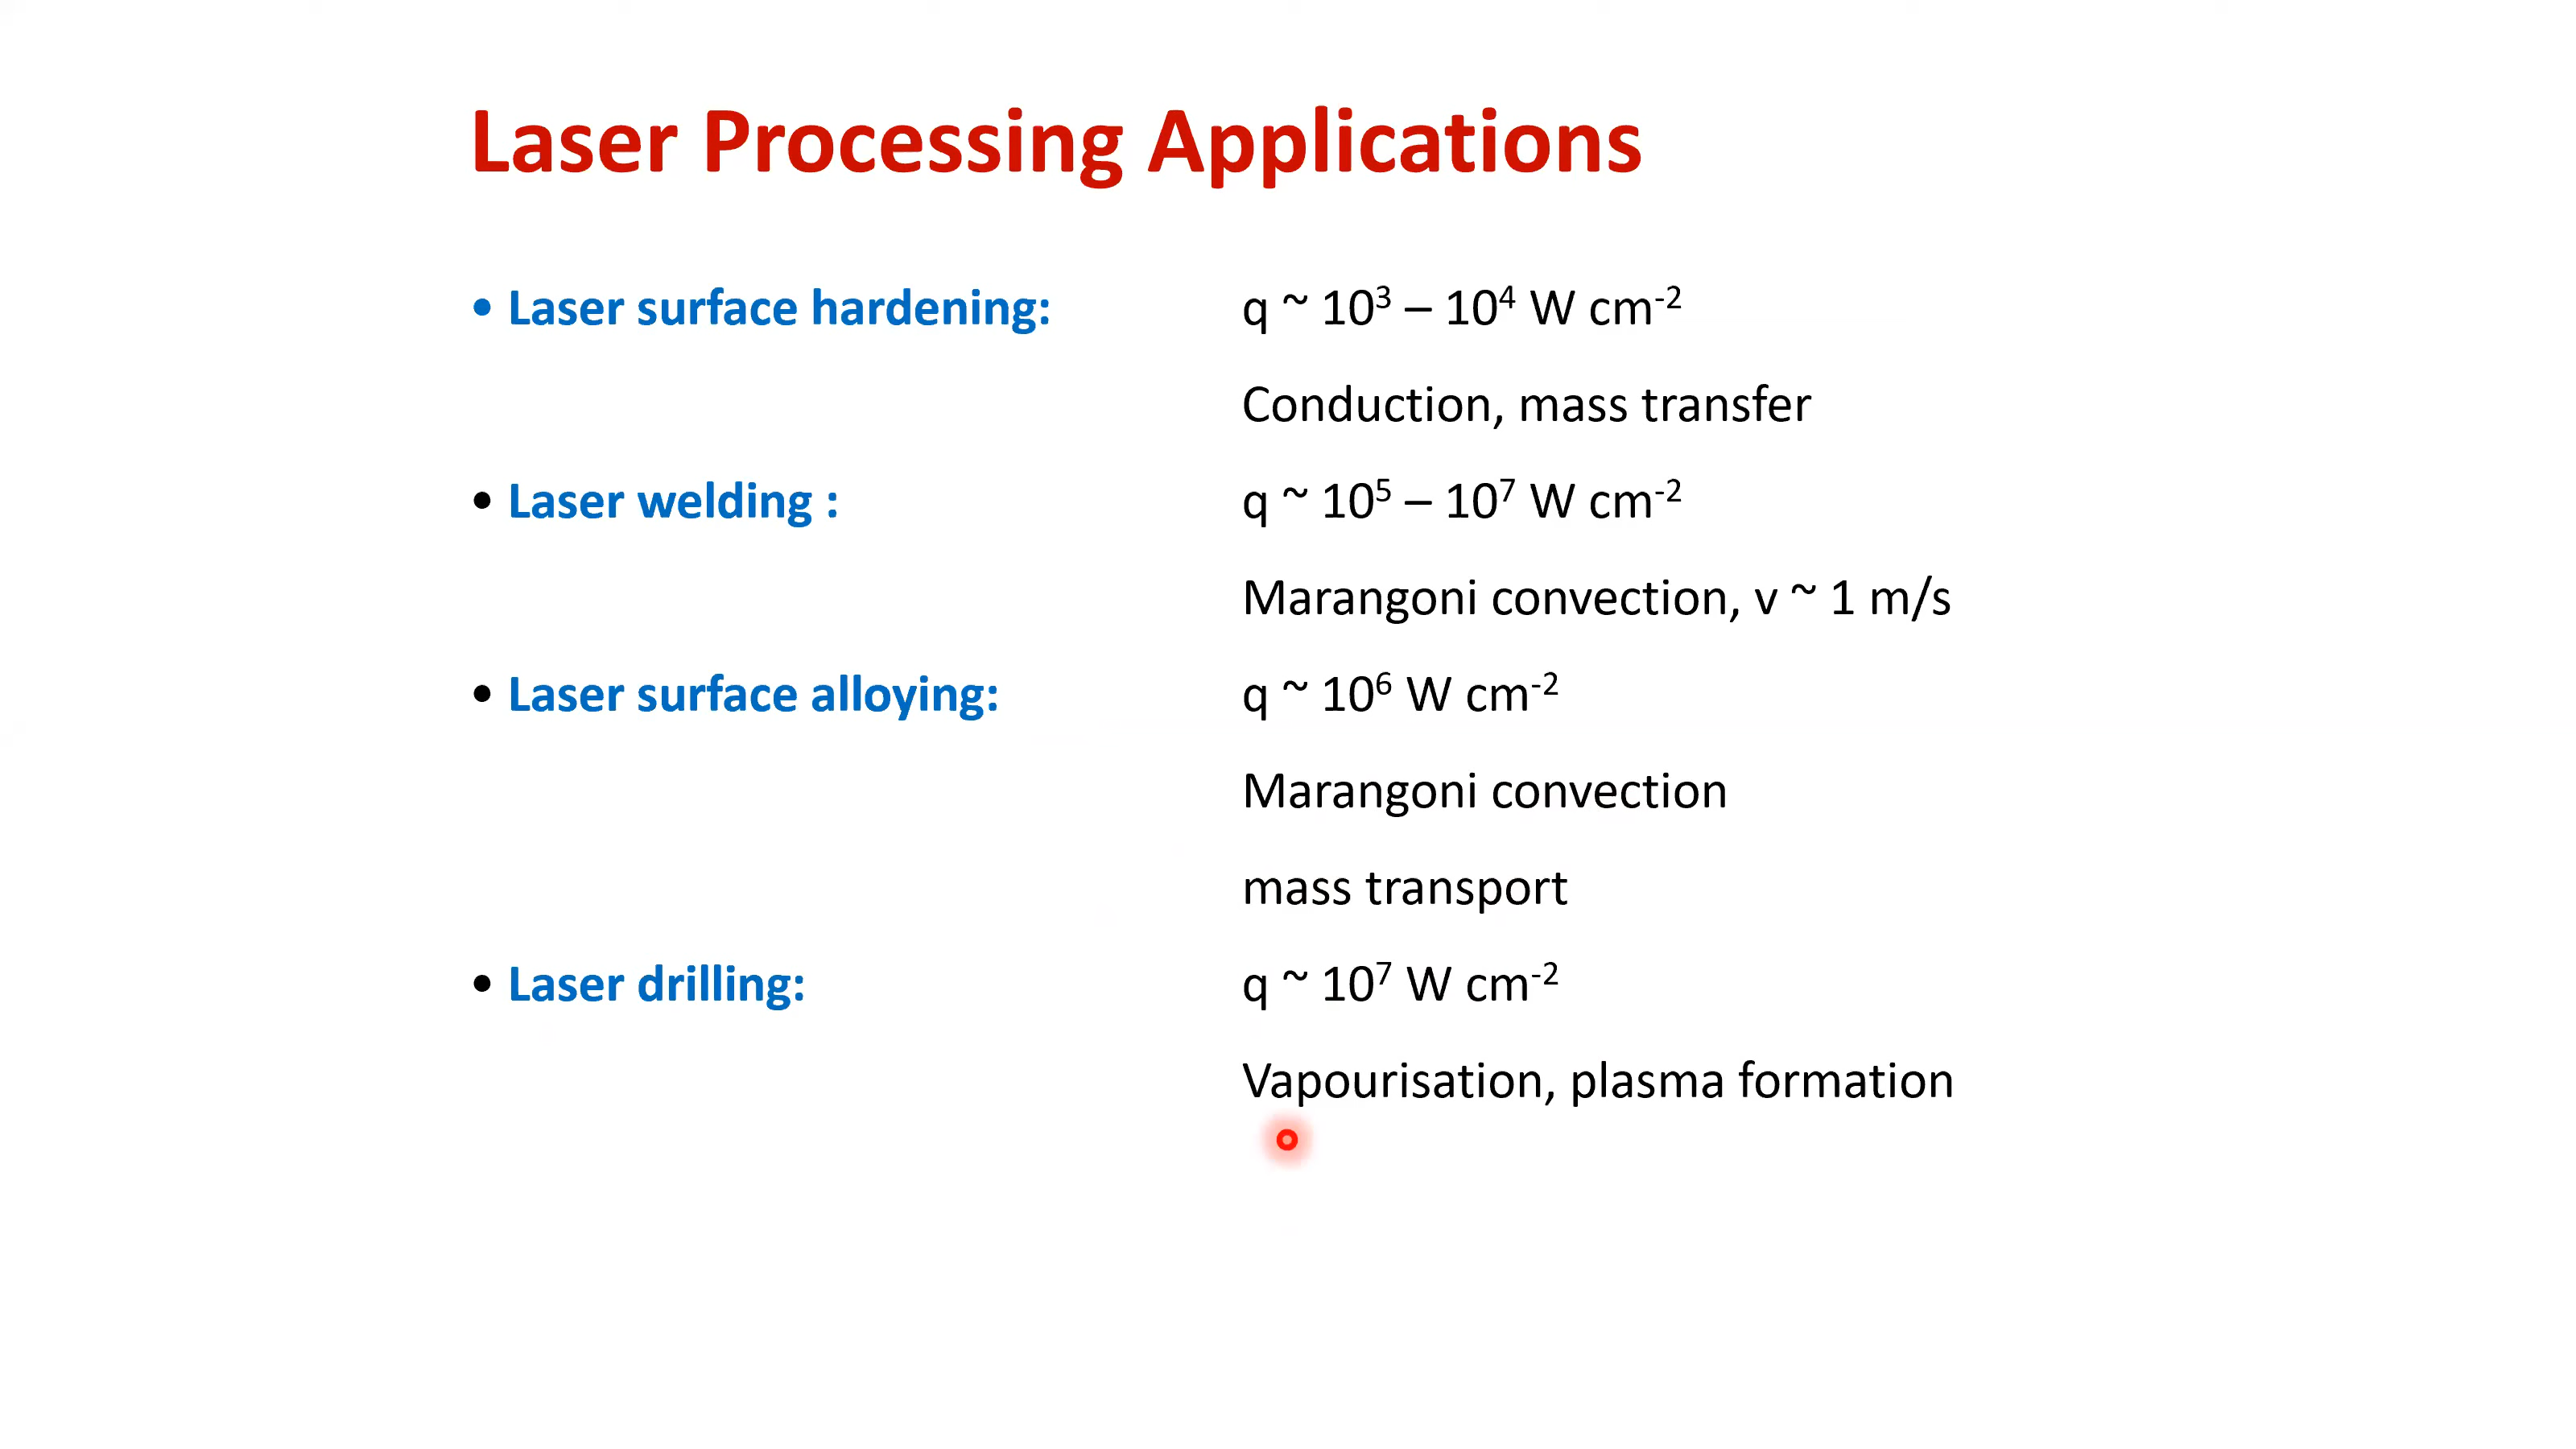 Laser Processing Applications
• Laser surface hardening: q ~ 10³ – 10⁴ W cm⁻²
Conduction, mass transfer
• Laser welding : q ~ 10⁵ – 10⁷ W cm⁻²
Marangoni convection, v ~ 1 m/s
• Laser surface alloying: q ~ 10⁶ W cm⁻²
Marangoni convection
mass transport
• Laser drilling: q ~ 10⁷ W cm⁻²
Vapourisation, plasma formation